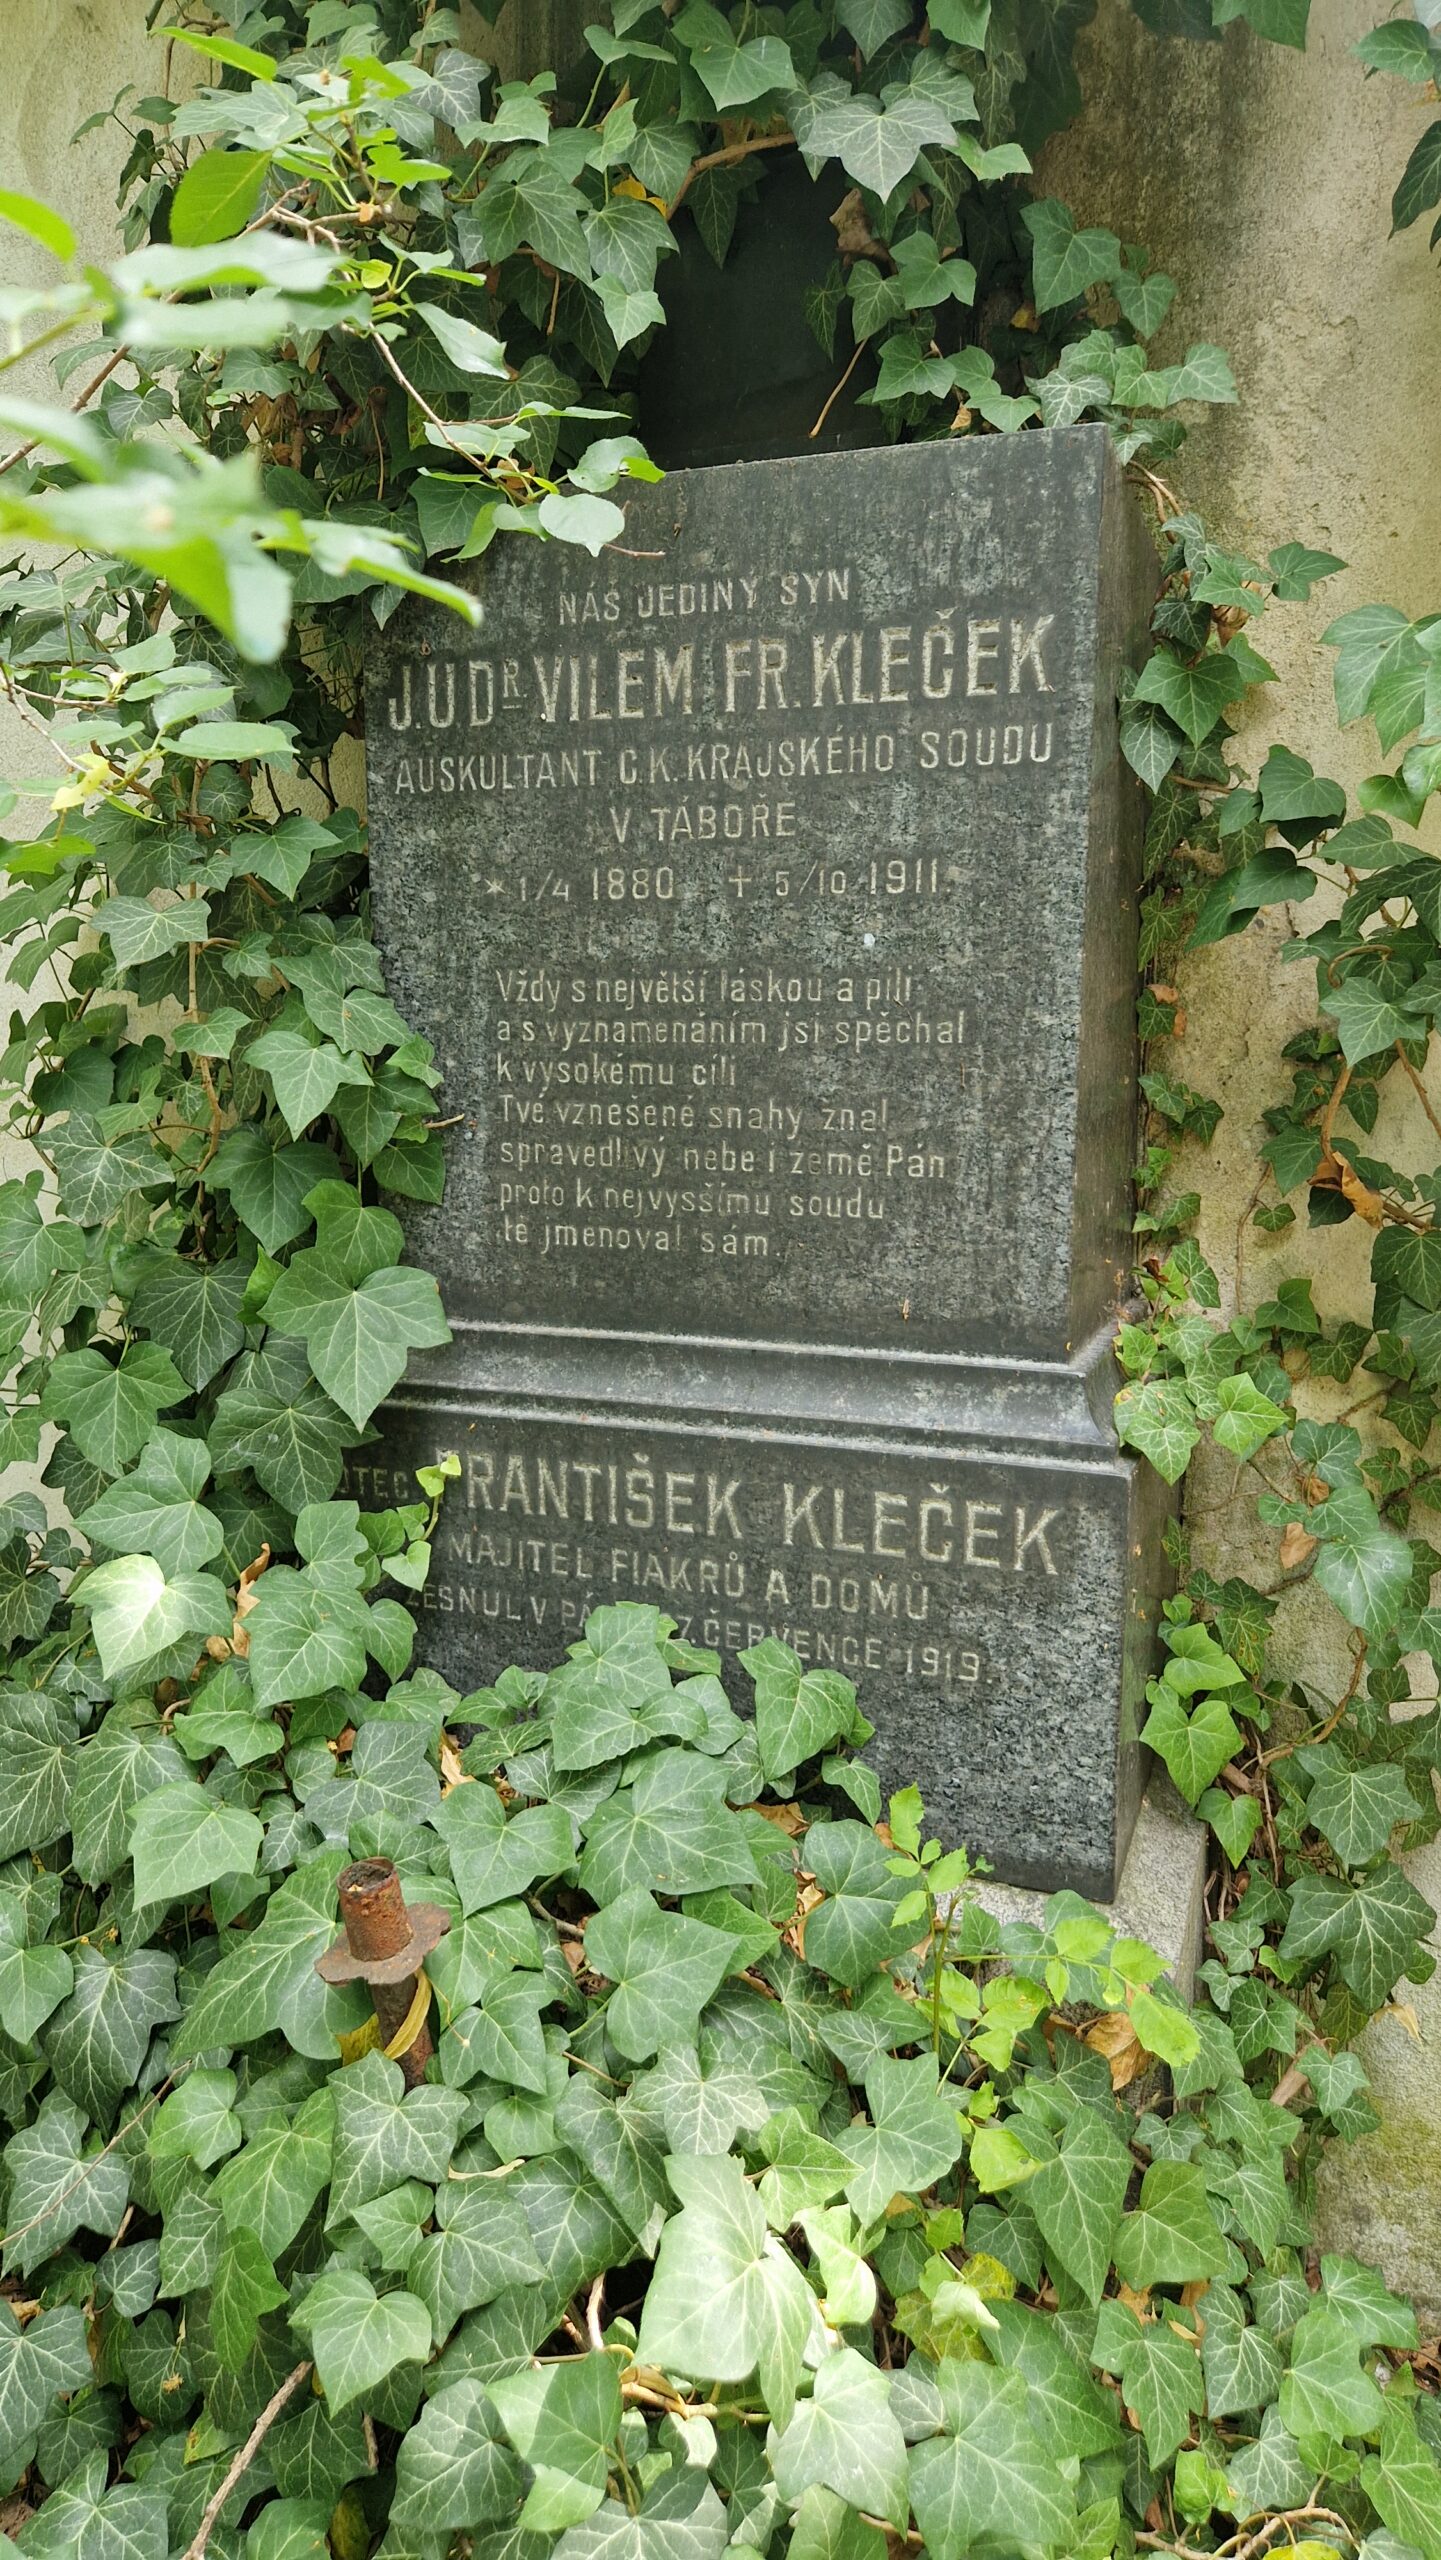 NÁŠ JEDINÝ SYN
J.U.DR. VILÉM FR. KLEČEK
AUSKULTANT C.K. KRAJSKÉHO SOUDU
V TÁBOŘE
* 1/4 1880 + 5/10 1911.
Vždy s největší láskou a pílí
a s vyznamenáním jsi spěchal
k vysokému cíli
Tvé vznešené snahy znal
spravedlivý nebe i země Pán
proto k nejvyššímu soudu
tě jmenoval sám.
OTEC FRANTIŠEK KLEČEK
MAJITEL FIAKRŮ A DOMŮ
ZESNUL V 7. ČERVENCE 1919